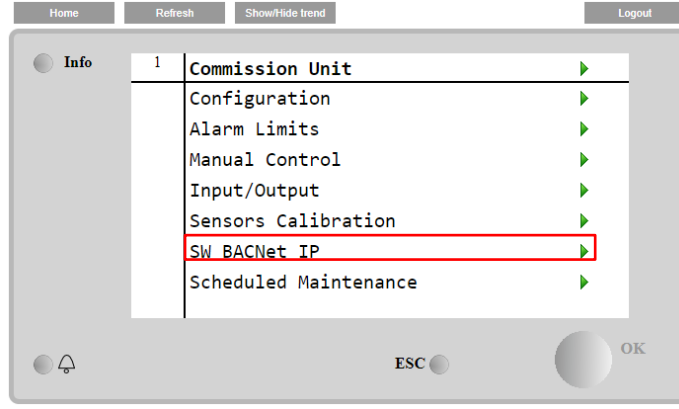 Home Refresh Show/Hide trend Logout
Info
1 Commission Unit
Configuration
Alarm Limits
Manual Control
Input/Output
Sensors Calibration
SW BACNet IP
Scheduled Maintenance
ESC OK